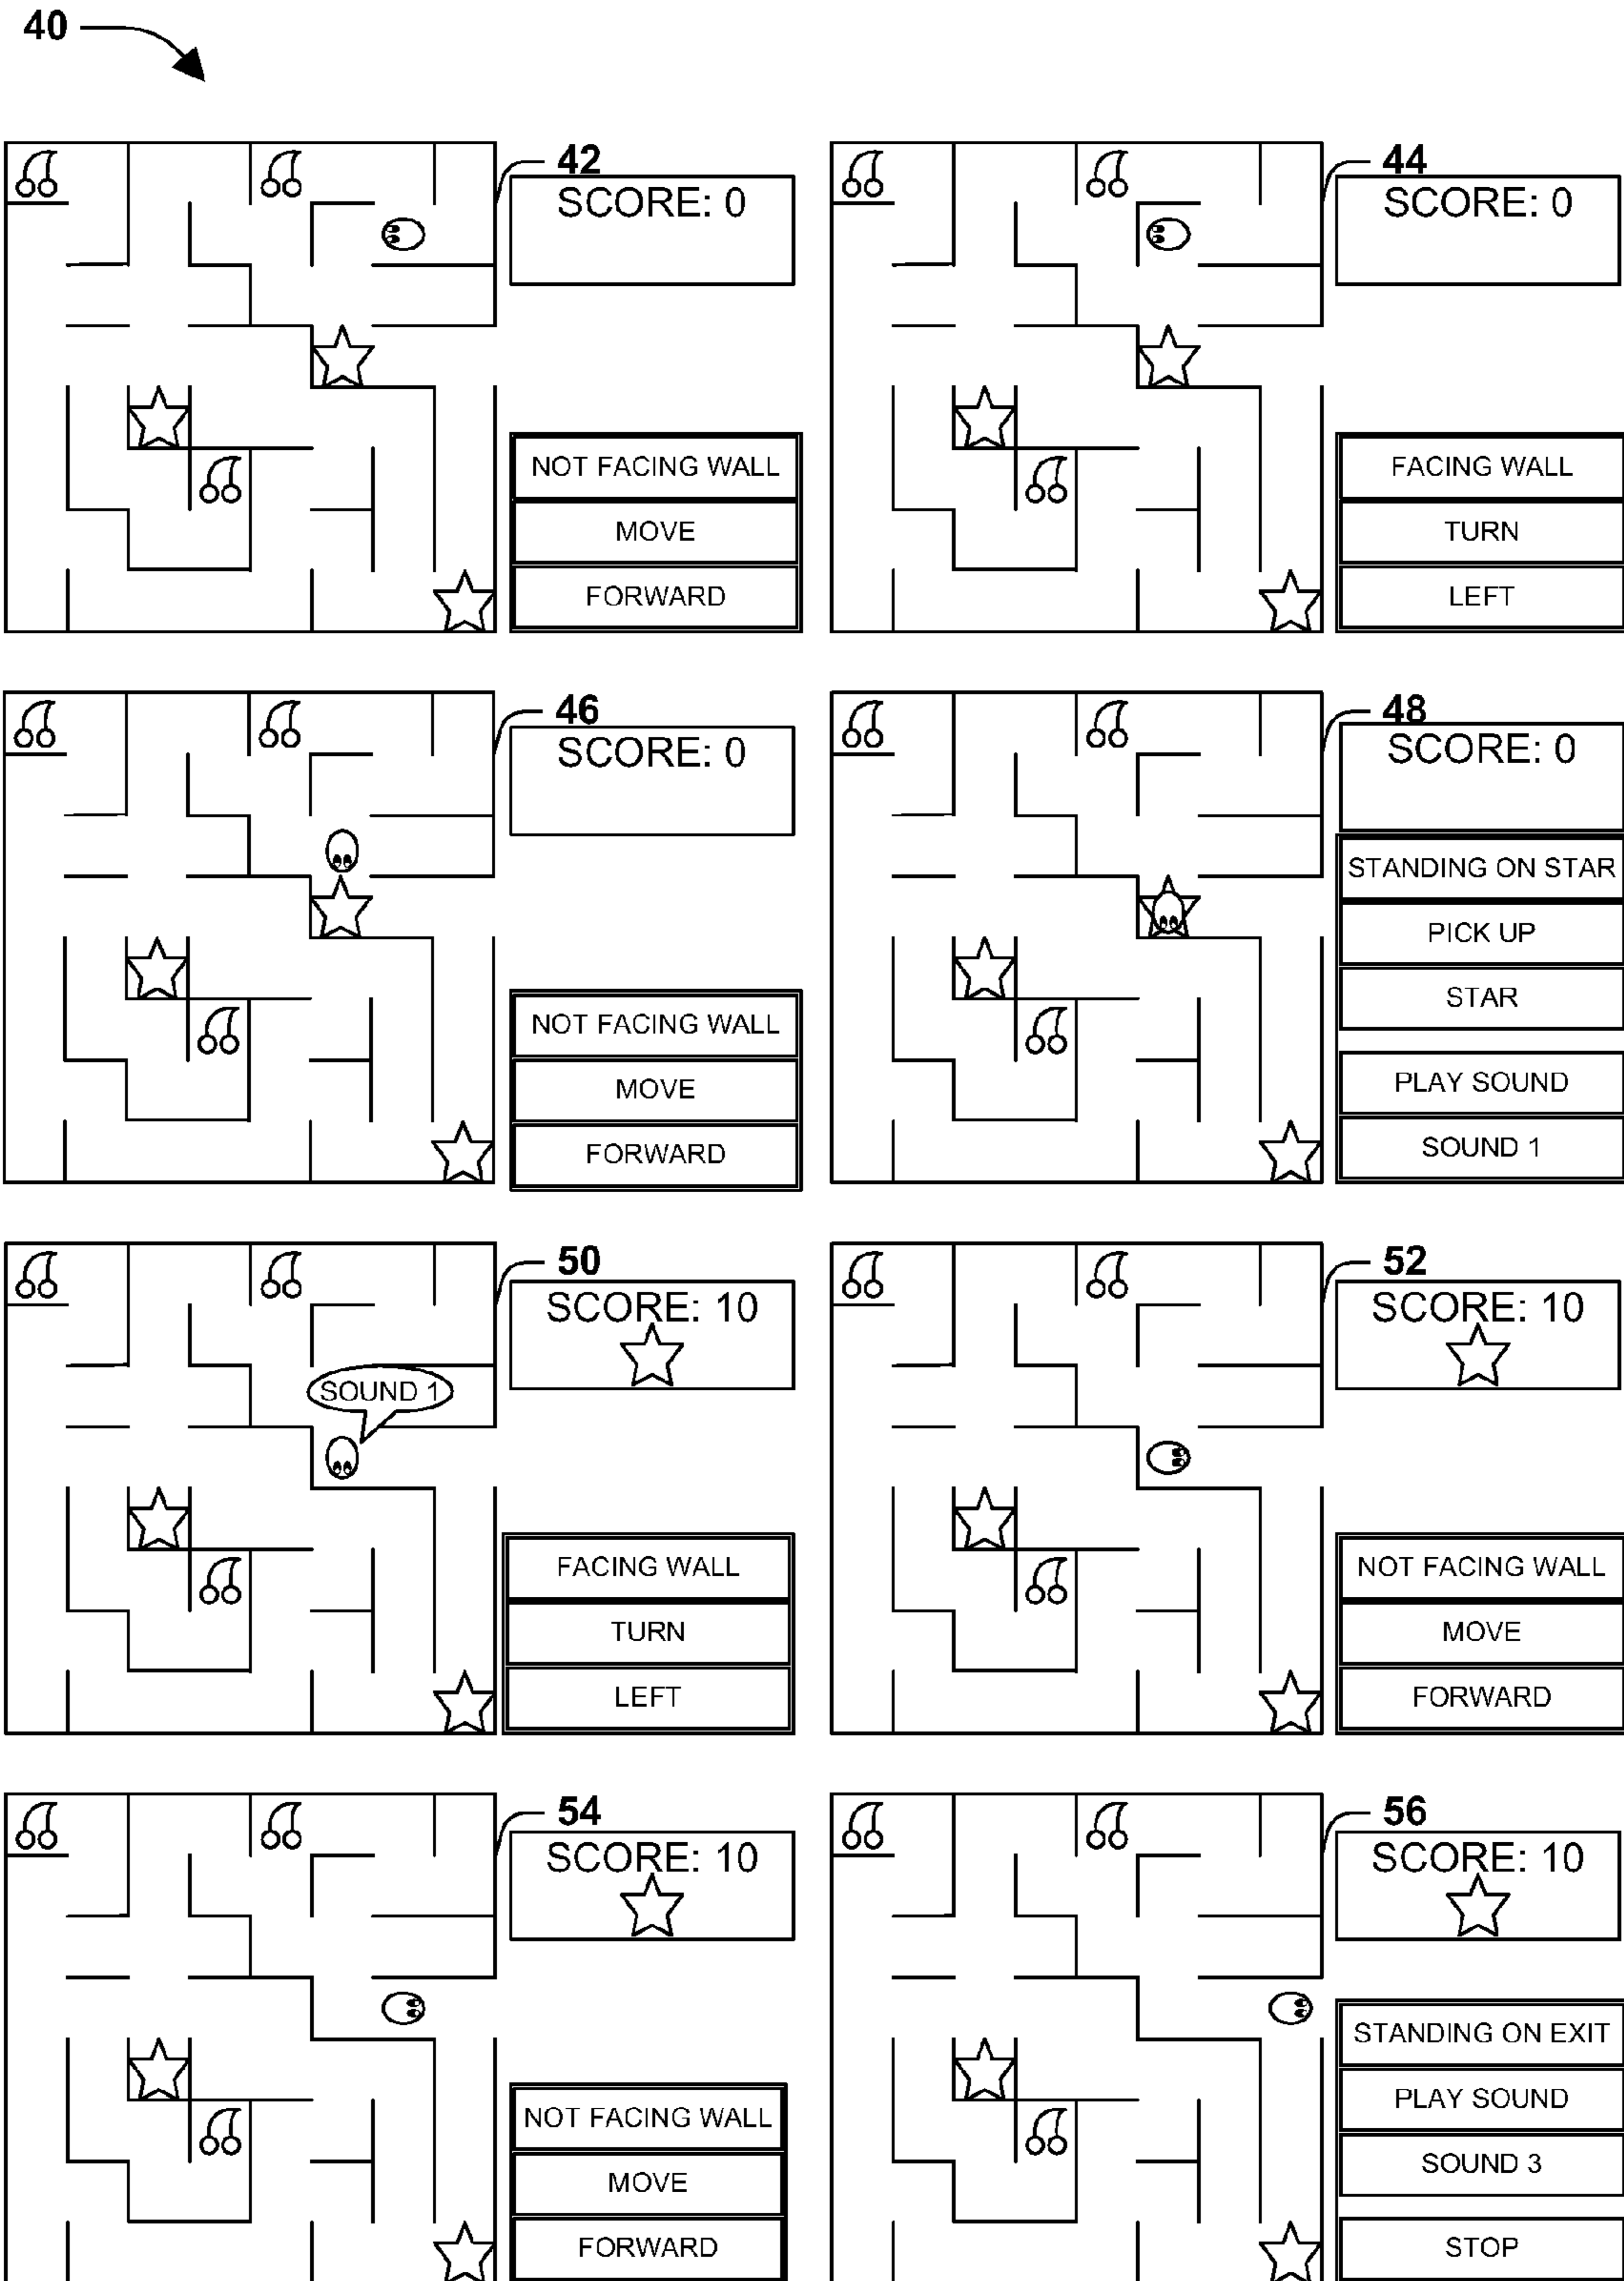 40
42
SCORE: 0
NOT FACING WALL
MOVE
FORWARD
44
SCORE: 0
FACING WALL
TURN
LEFT
46
SCORE: 0
NOT FACING WALL
MOVE
FORWARD
48
SCORE: 0
STANDING ON STAR
PICK UP
STAR
PLAY SOUND
SOUND 1
50
SCORE: 10
SOUND 1
FACING WALL
TURN
LEFT
52
SCORE: 10
NOT FACING WALL
MOVE
FORWARD
54
SCORE: 10
NOT FACING WALL
MOVE
FORWARD
56
SCORE: 10
STANDING ON EXIT
PLAY SOUND
SOUND 3
STOP